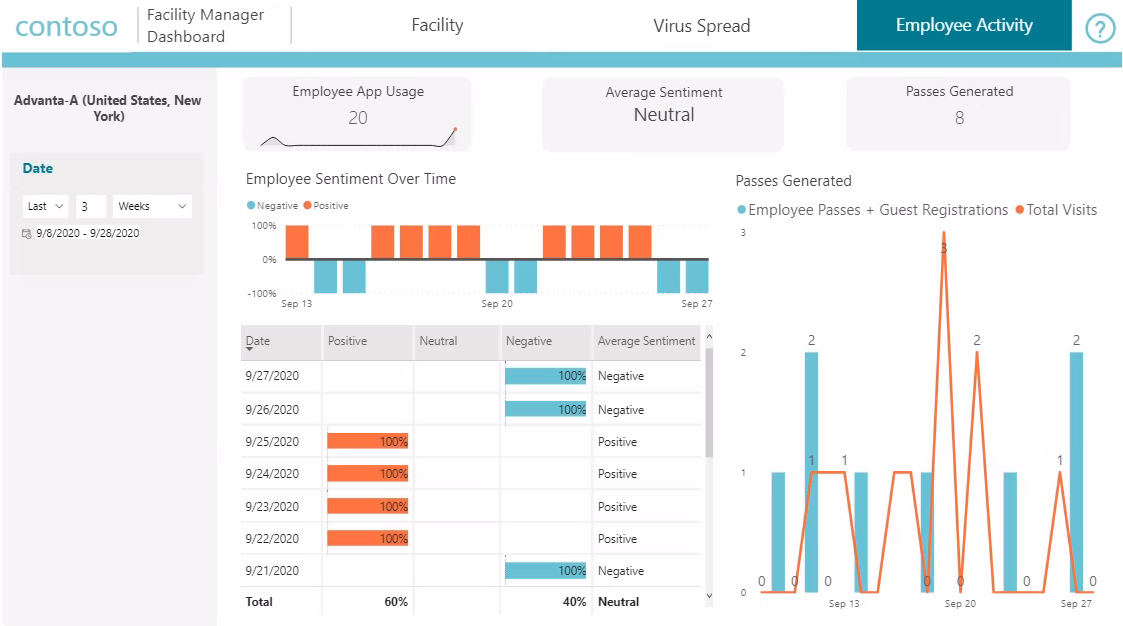 contoso
Facility Manager
Dashboard
Facility
Virus Spread
Employee Activity
?
Advanta-A (United States, New
York)
Date
Last
3
Weeks
9/8/2020 - 9/28/2020
Employee App Usage
20
Average Sentiment
Neutral
Passes Generated
8
Employee Sentiment Over Time
Negative Positive
100%
0%
-100%
Sep 13 Sep 20 Sep 27
Date Positive Neutral Negative Average Sentiment
9/27/2020 100% Negative
9/26/2020 100% Negative
9/25/2020 100% Positive
9/24/2020 100% Positive
9/23/2020 100% Positive
9/22/2020 100% Positive
9/21/2020 100% Negative
Total 60% 40% Neutral
Passes Generated
Employee Passes + Guest Registrations Total Visits
3
3
2 2 2
2
1 1 1
1
0 0 0 0 0 0 0
0
Sep 13 Sep 20 Sep 27